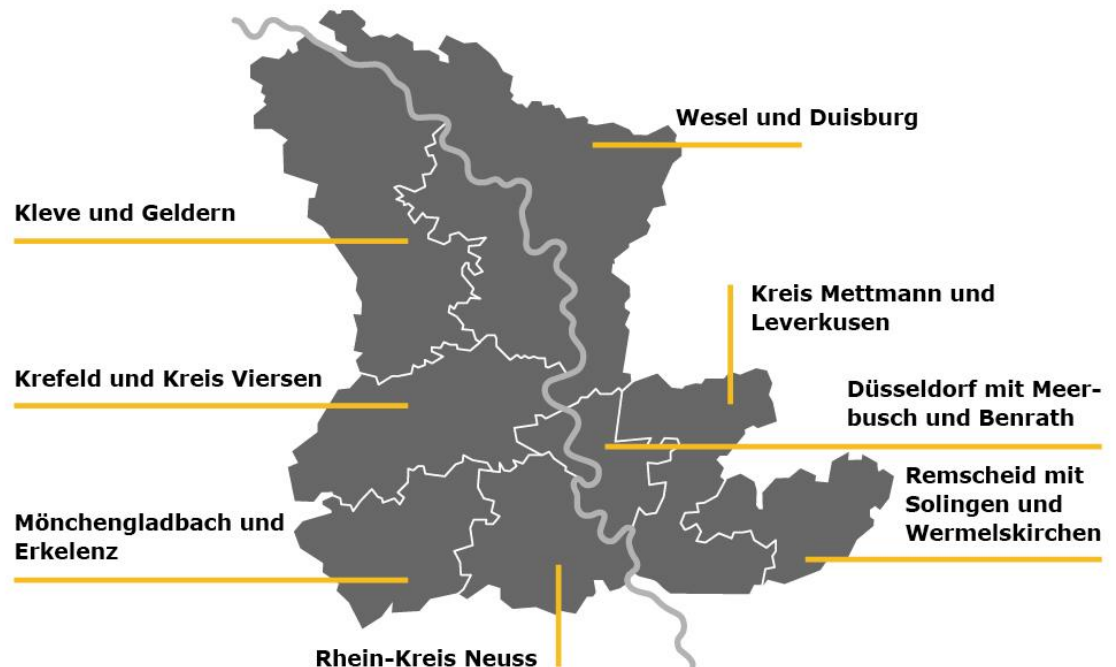 Wesel und Duisburg
Kleve und Geldern
Kreis Mettmann und
Leverkusen
Krefeld und Kreis Viersen
Düsseldorf mit Meer-
busch und Benrath
Remscheid mit
Solingen und
Wermelskirchen
Mönchengladbach und
Erkelenz
Rhein-Kreis Neuss